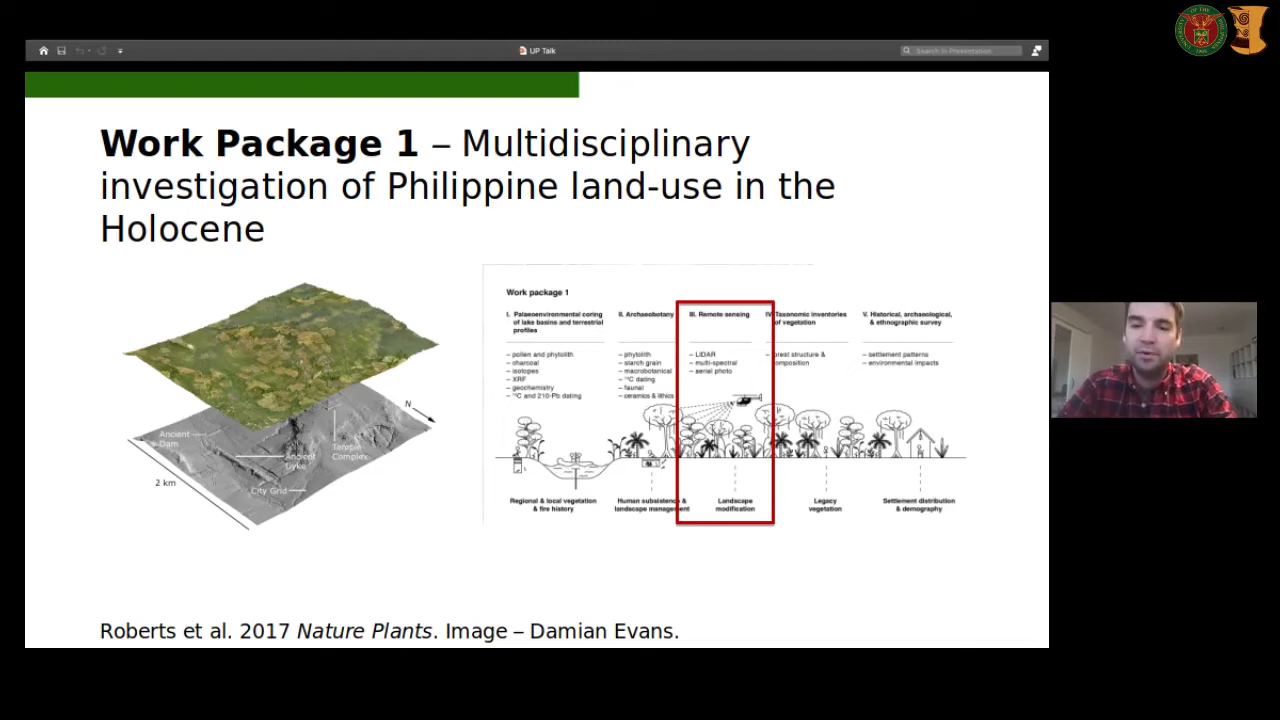 UP Talk
Search in Presentation
Work Package 1 – Multidisciplinary
investigation of Philippine land-use in the
Holocene
Ancient
Dam
Ancient
Dyke
Temple
Complex
City Grid
2 km
N
Work package 1
I. Palaeoenvironmental coring
of lake basins and terrestrial
profiles
– pollen and phytolith
– charcoal
– isotopes
– XRF
– geochemistry
– ¹⁴C and 210-Pb dating
Regional & local vegetation
& fire history
II. Archaeobotany
– phytolith
– starch grain
– macrobotanical
– ¹⁴C dating
– faunal
– ceramics & lithics
Human subsistence &
landscape management
III. Remote sensing
– LIDAR
– multi-spectral
– aerial photo
Landscape
modification
IV. Taxonomic inventories
of vegetation
– forest structure &
composition
Legacy
vegetation
V. Historical, archaeological,
& ethnographic survey
– settlement patterns
– environmental impacts
Settlement distribution
& demography
Roberts et al. 2017 Nature Plants. Image – Damian Evans.